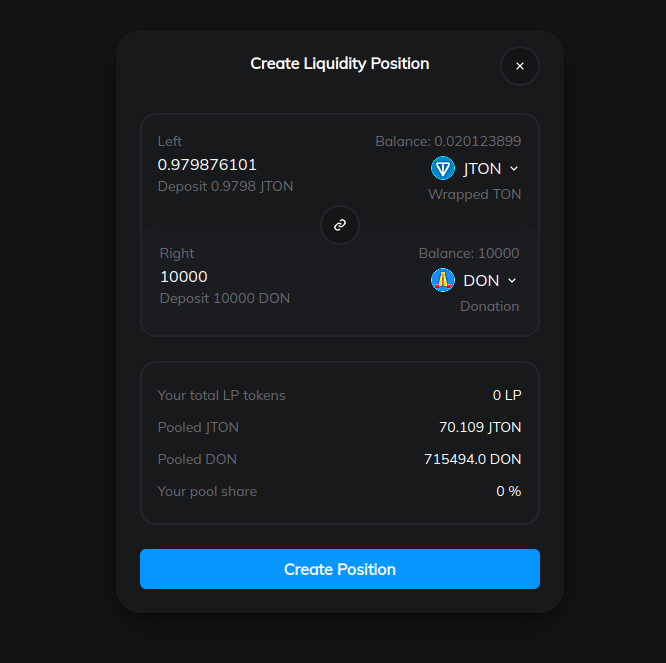 Create Liquidity Position
Left
Balance: 0.020123899
0.979876101
JTON
Deposit 0.9798 JTON
Wrapped TON
Right
Balance: 10000
10000
DON
Deposit 10000 DON
Donation
Your total LP tokens
0 LP
Pooled JTON
70.109 JTON
Pooled DON
715494.0 DON
Your pool share
0 %
Create Position